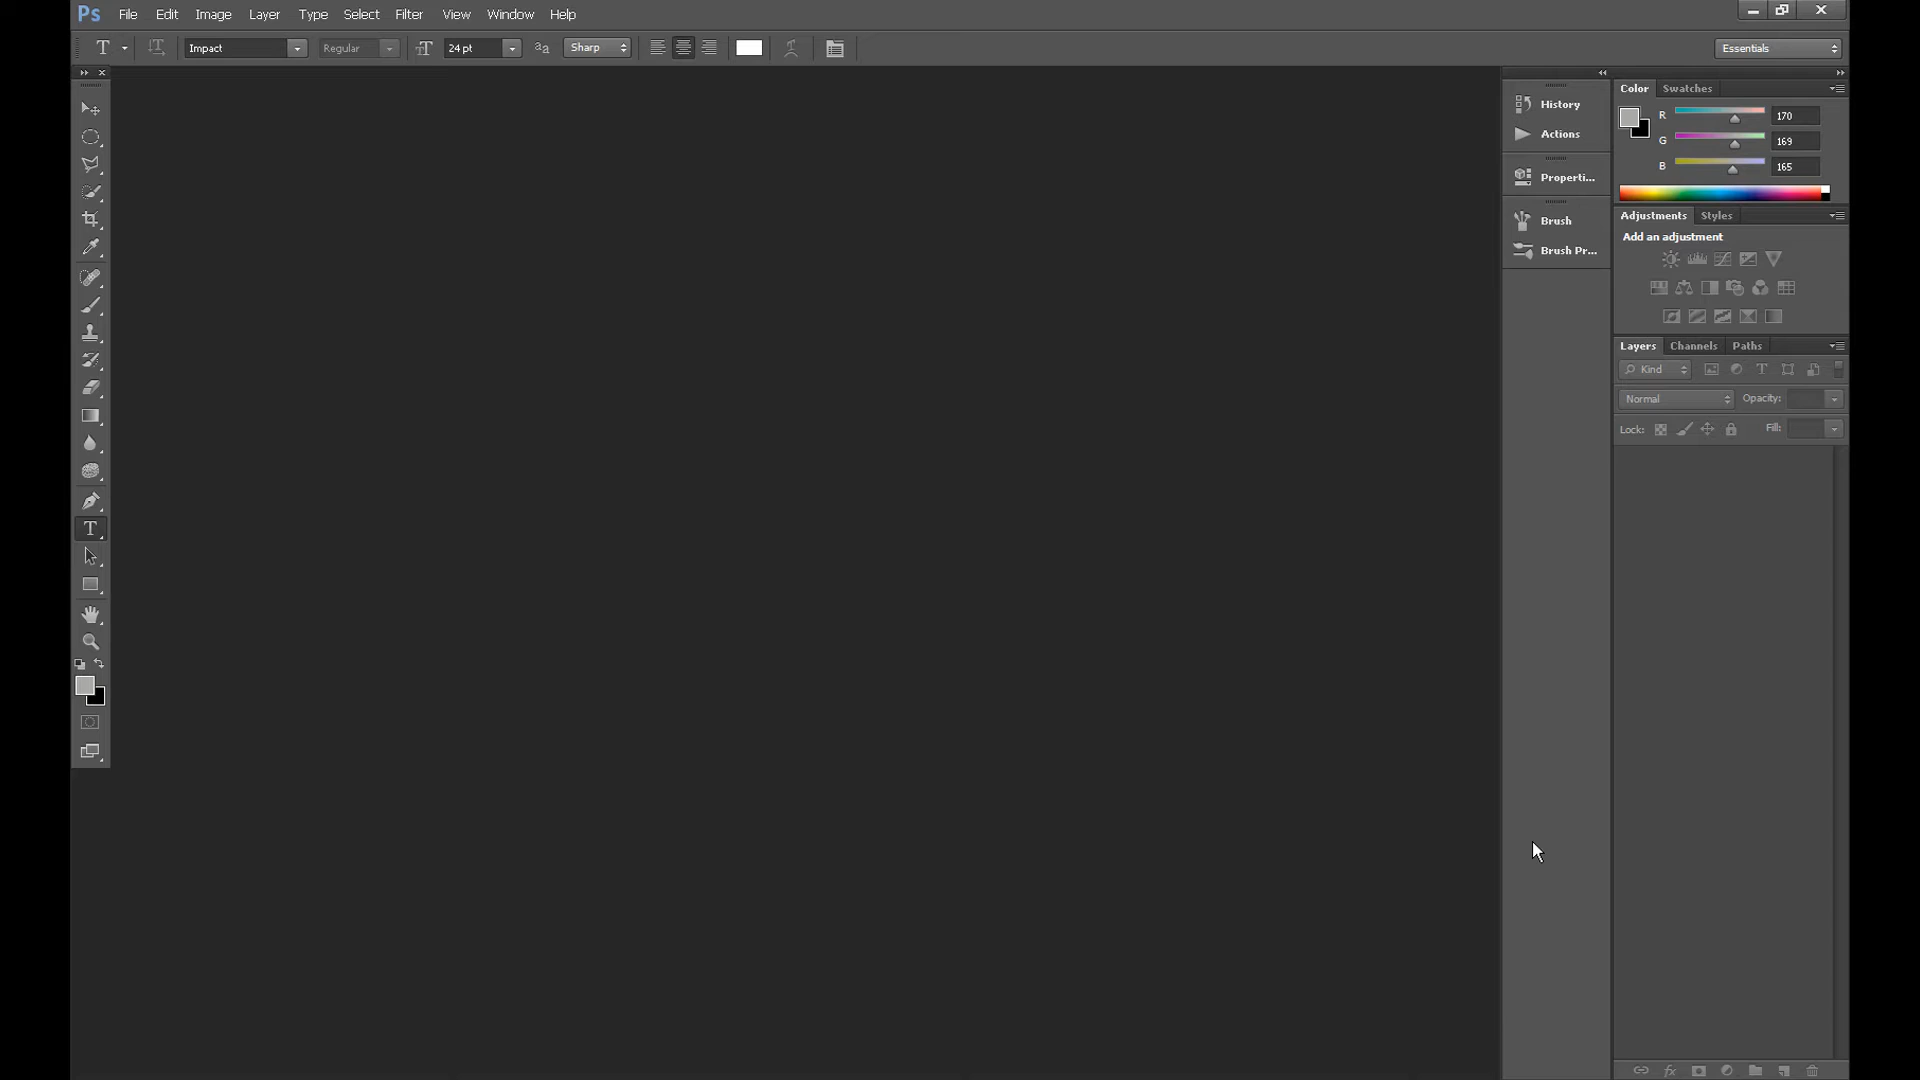 Ps File Edit Image Layer Type Select Filter View Window Help
T Impact Regular 24 pt Sharp Essentials
Color Swatches
R 170
G 169
B 165
History
Actions
Properti...
Brush
Brush Pr...
Adjustments Styles
Add an adjustment
Layers Channels Paths
Kind
Normal Opacity:
Lock: Fill:
fx